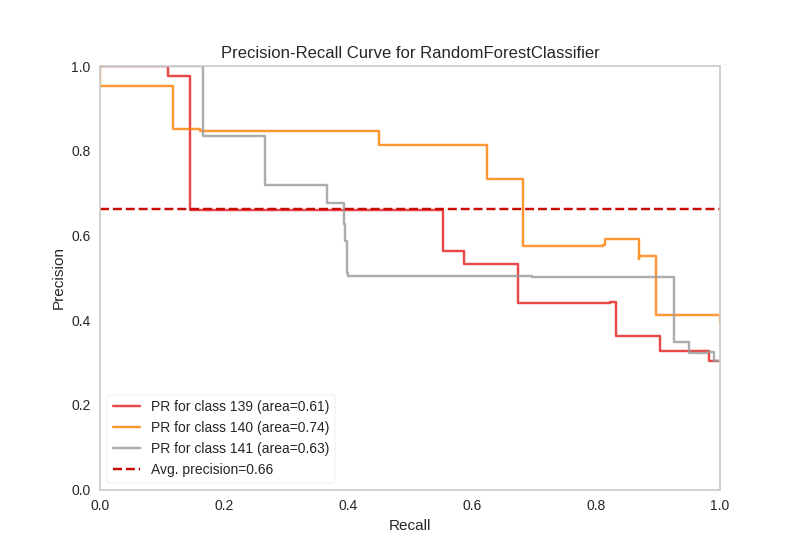 Precision-Recall Curve for RandomForestClassifier
1.0
0.8
0.6
0.4
0.2
0.0
Precision
PR for class 139 (area=0.61)
PR for class 140 (area=0.74)
PR for class 141 (area=0.63)
Avg. precision=0.66
0.0 0.2 0.4 0.6 0.8 1.0
Recall